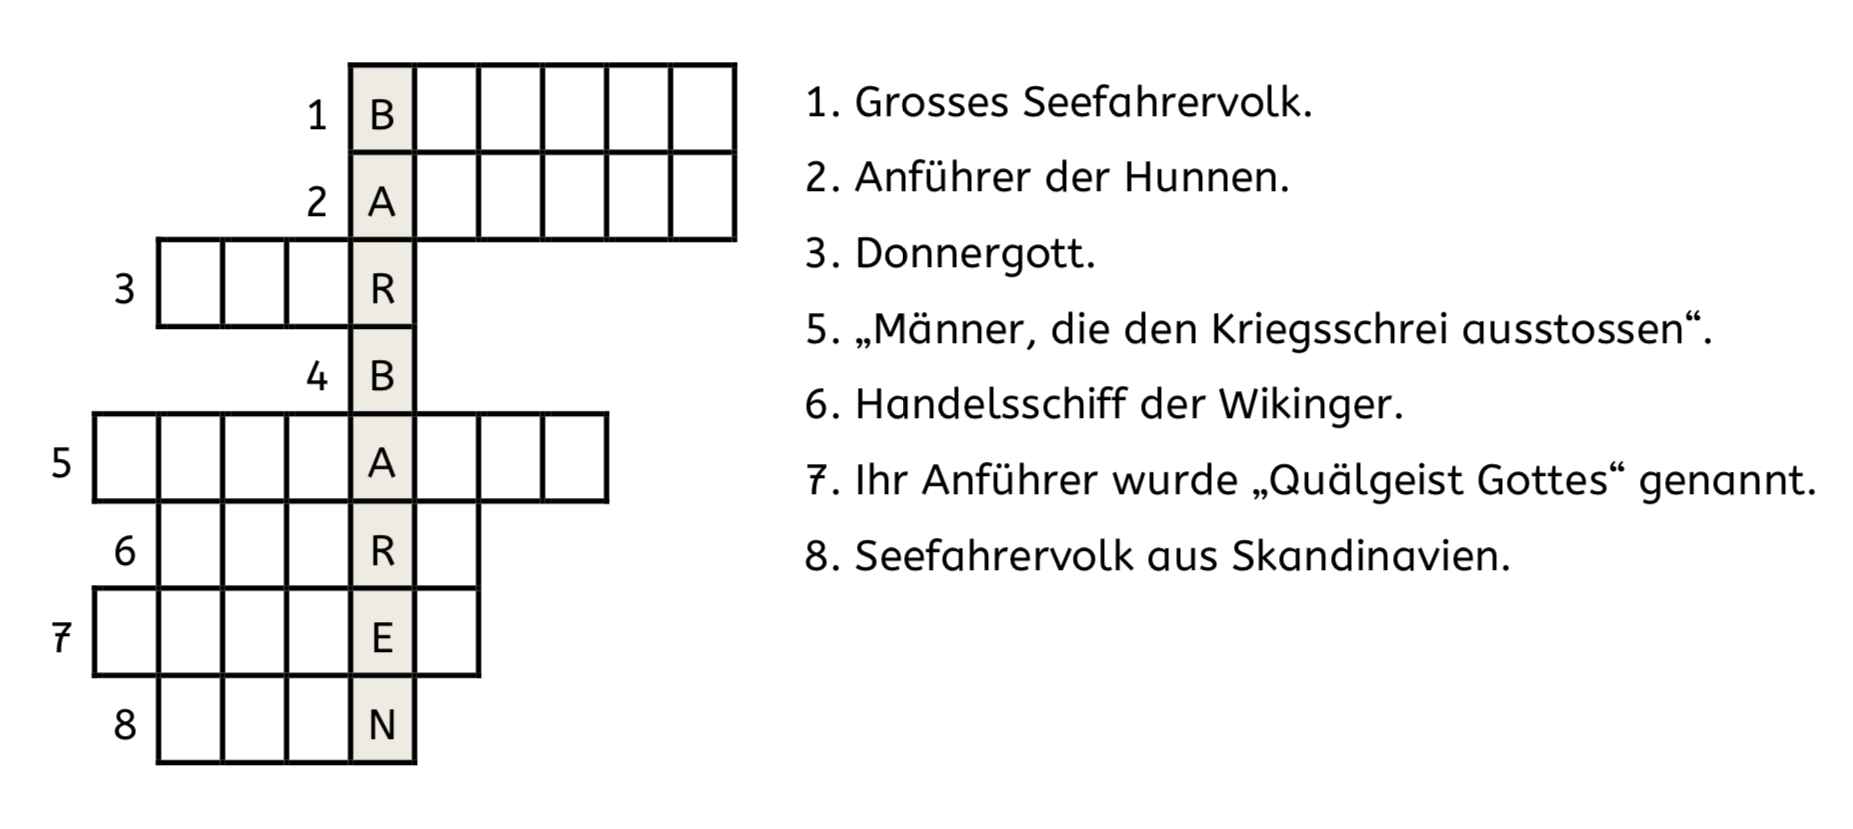 1 B
2 A
3 R
4 B
5 A
6 R
7 E
8 N
1. Grosses Seefahrervolk.
2. Anführer der Hunnen.
3. Donnergott.
5. „Männer, die den Kriegsschrei ausstossen“.
6. Handelsschiff der Wikinger.
7. Ihr Anführer wurde „Quälgeist Gottes“ genannt.
8. Seefahrervolk aus Skandinavien.